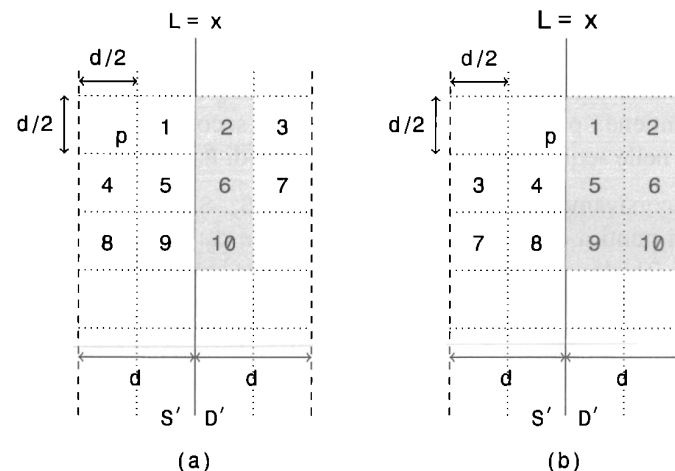 L = x
d/2
d/2
p 1 2 3
4 5 6 7
8 9 10
d d
S′ D′
(a)
L = x
d/2
d/2
p 1 2
3 4 5 6
7 8 9 10
d d
S′ D′
(b)